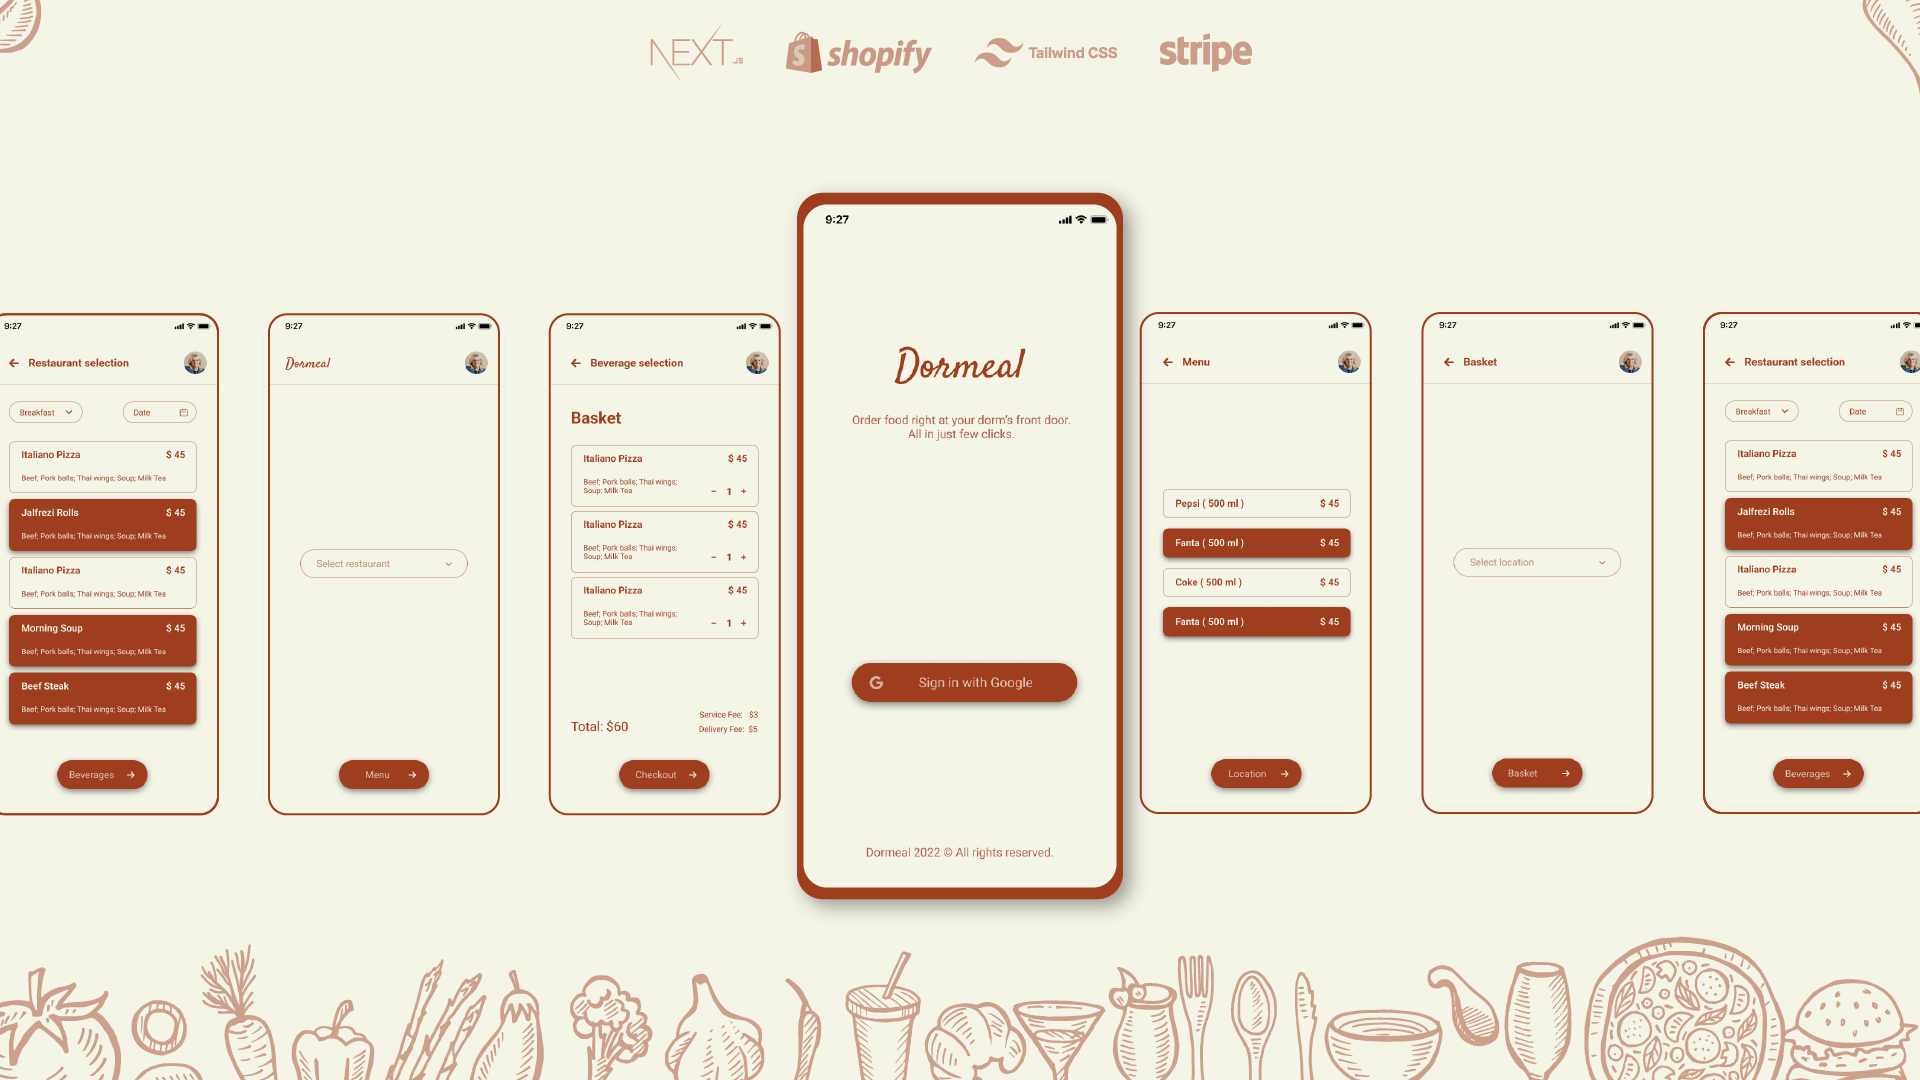 NEXT.JS
shopify
Tailwind CSS
stripe
9:27
Restaurant selection
Breakfast
Date
Italiano Pizza $ 45
Beef; Pork balls; Thai wings; Soup; Milk Tea
Jalfrezi Rolls $ 45
Beef; Pork balls; Thai wings; Soup; Milk Tea
Italiano Pizza $ 45
Beef; Pork balls; Thai wings; Soup; Milk Tea
Morning Soup $ 45
Beef; Pork balls; Thai wings; Soup; Milk Tea
Beef Steak $ 45
Beef; Pork balls; Thai wings; Soup; Milk Tea
Beverages
9:27
Dormeal
Select restaurant
Menu
9:27
Beverage selection
Basket
Italiano Pizza $ 45
Beef; Pork balls; Thai wings;
Soup; Milk Tea
− 1 +
Italiano Pizza $ 45
Beef; Pork balls; Thai wings;
Soup; Milk Tea
− 1 +
Italiano Pizza $ 45
Beef; Pork balls; Thai wings;
Soup; Milk Tea
− 1 +
Total: $60
Service Fee: $3
Delivery Fee: $5
Checkout
9:27
Dormeal
Order food right at your dorm's front door.
All in just few clicks.
G Sign in with Google
Dormeal 2022 © All rights reserved.
9:27
Menu
Pepsi ( 500 ml ) $ 45
Fanta ( 500 ml ) $ 45
Coke ( 500 ml ) $ 45
Fanta ( 500 ml ) $ 45
Location
9:27
Basket
Select location
Basket
9:27
Restaurant selection
Breakfast
Date
Italiano Pizza $ 45
Beef; Pork balls; Thai wings; Soup; Milk Tea
Jalfrezi Rolls $ 45
Beef; Pork balls; Thai wings; Soup; Milk Tea
Italiano Pizza $ 45
Beef; Pork balls; Thai wings; Soup; Milk Tea
Morning Soup $ 45
Beef; Pork balls; Thai wings; Soup; Milk Tea
Beef Steak $ 45
Beef; Pork balls; Thai wings; Soup; Milk Tea
Beverages